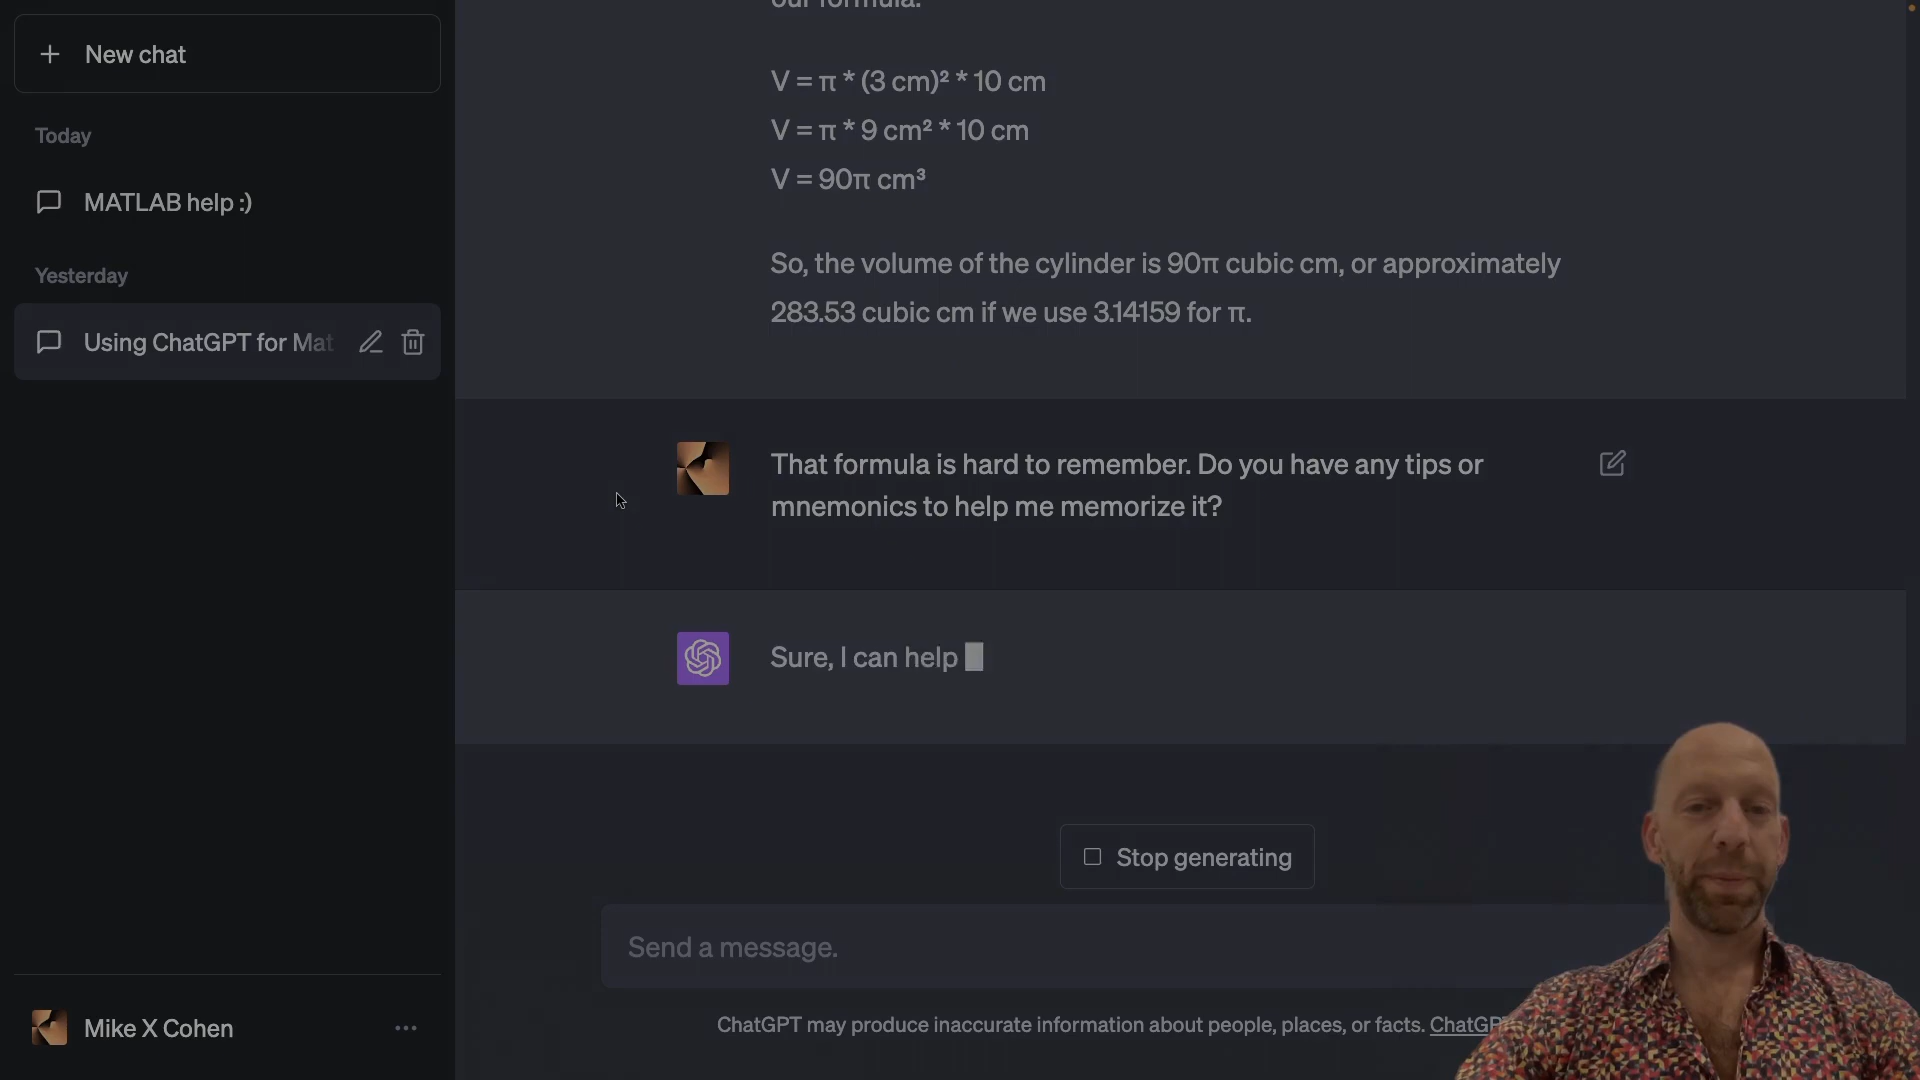 New chat
Today
MATLAB help :)
Yesterday
Using ChatGPT for Mat
Mike X Cohen
our formula.
V = π * (3 cm)² * 10 cm
V = π * 9 cm² * 10 cm
V = 90π cm³
So, the volume of the cylinder is 90π cubic cm, or approximately
283.53 cubic cm if we use 3.14159 for π.
That formula is hard to remember. Do you have any tips or
mnemonics to help me memorize it?
Sure, I can help
Stop generating
Send a message.
ChatGPT may produce inaccurate information about people, places, or facts. ChatGP